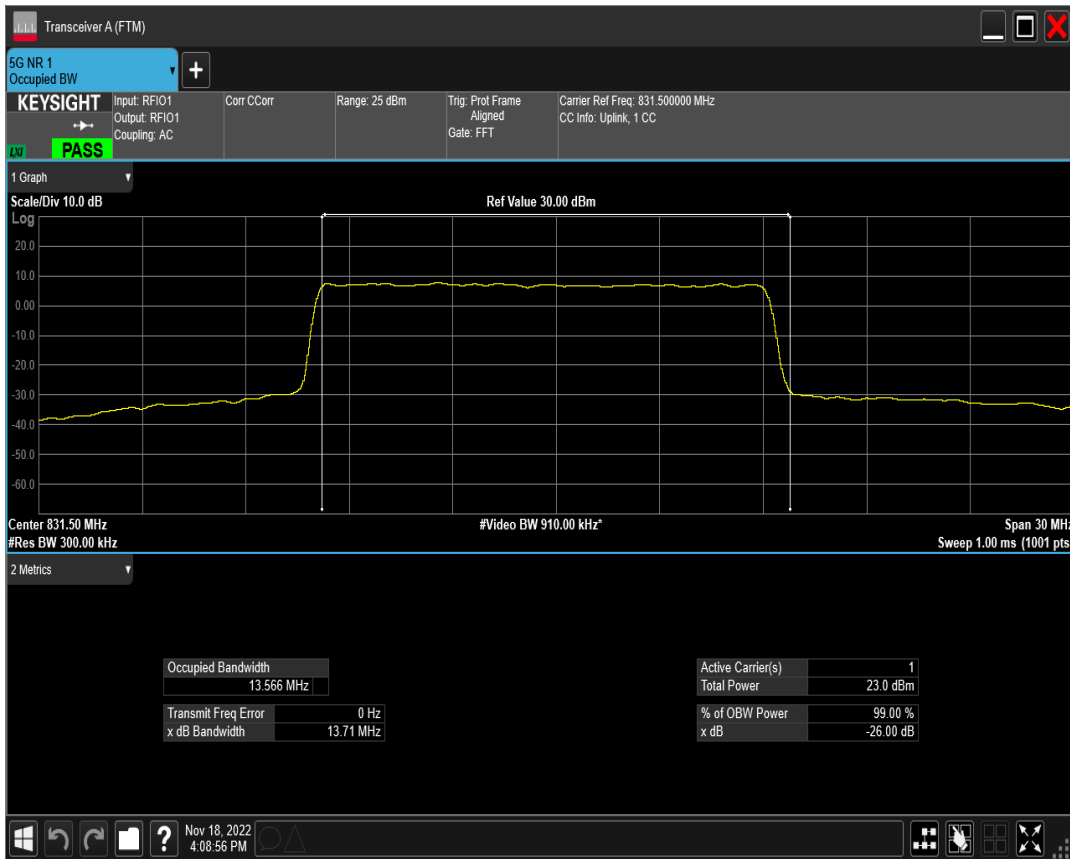 Transceiver A (FTM)
5G NR 1
Occupied BW
+
KEYSIGHT
LXI
PASS
Input: RFIO1
Output: RFIO1
Coupling: AC
Corr CCorr
Range: 25 dBm
Trig: Prot Frame
Aligned
Gate: FFT
Carrier Ref Freq: 831.500000 MHz
CC Info: Uplink, 1 CC
1 Graph
Scale/Div 10.0 dB
Ref Value 30.00 dBm
Log
20.0
10.0
0.00
-10.0
-20.0
-30.0
-40.0
-50.0
-60.0
Center 831.50 MHz
#Video BW 910.00 kHz*
Span 30 MHz
#Res BW 300.00 kHz
Sweep 1.00 ms (1001 pts
2 Metrics
Occupied Bandwidth
13.566 MHz
Transmit Freq Error 0 Hz
x dB Bandwidth 13.71 MHz
Active Carrier(s) 1
Total Power 23.0 dBm
% of OBW Power 99.00 %
x dB -26.00 dB
?
Nov 18, 2022
4:08:56 PM